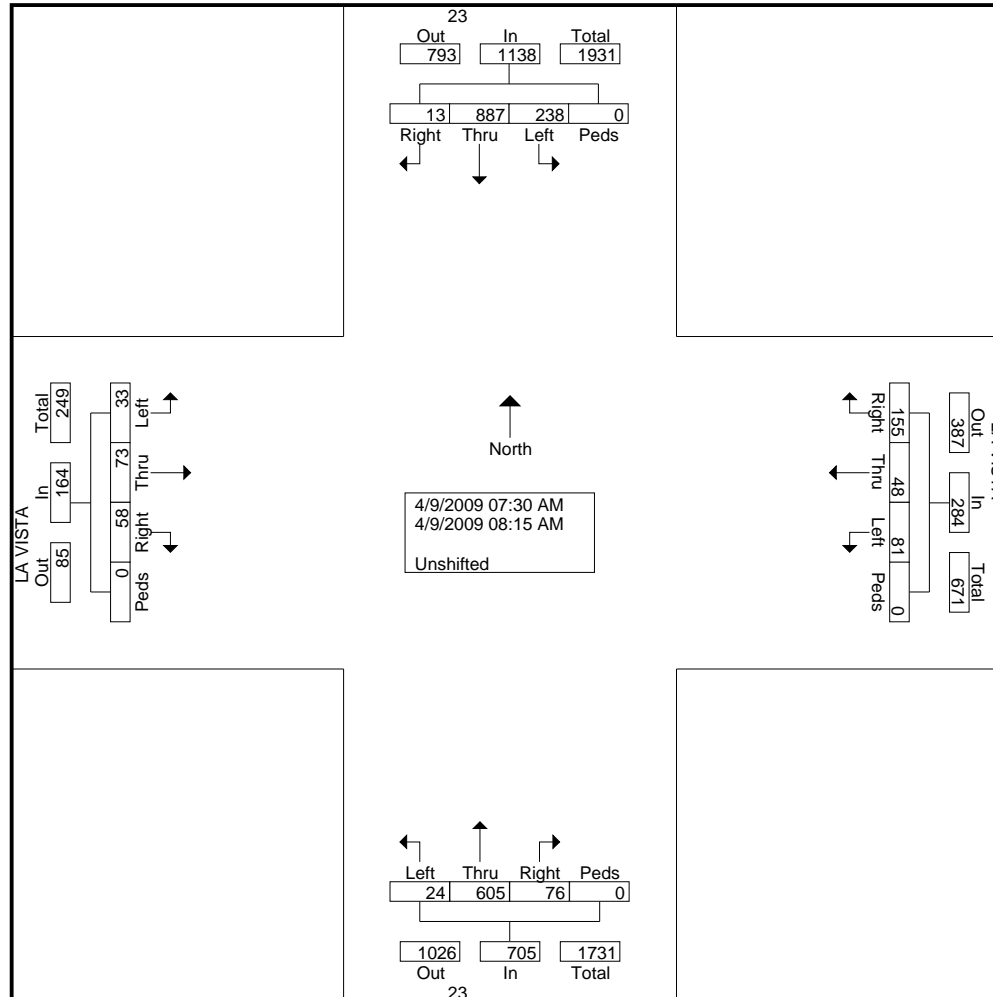 23
Out In Total
793 1138 1931
13 887 238 0
Right Thru Left Peds
LA VISTA
Total In Out
249 164 85
33 73 58 0
Left Thru Right Peds
North
4/9/2009 07:30 AM
4/9/2009 08:15 AM
Unshifted
Right Thru Left Peds
155 48 81 0
Out In Total
387 284 671
Left Thru Right Peds
24 605 76 0
1026 705 1731
Out In Total
23